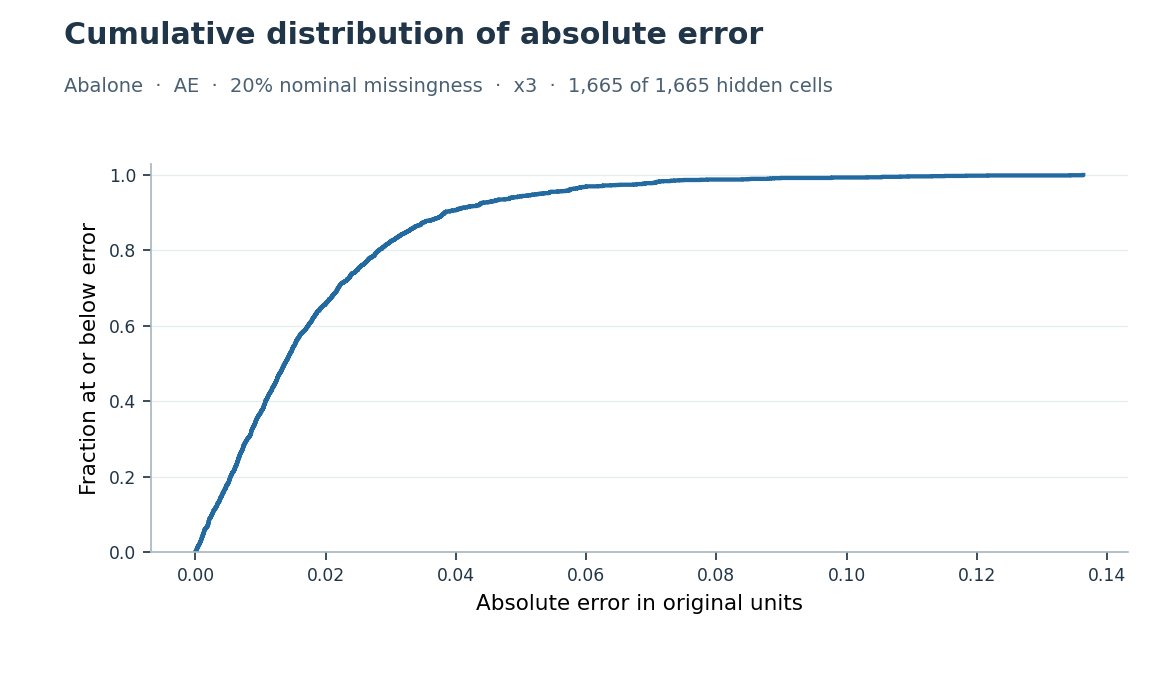 Cumulative distribution of absolute error
Abalone · AE · 20% nominal missingness · x3 · 1,665 of 1,665 hidden cells
Fraction at or below error
1.0
0.8
0.6
0.4
0.2
0.0
0.00 0.02 0.04 0.06 0.08 0.10 0.12 0.14
Absolute error in original units